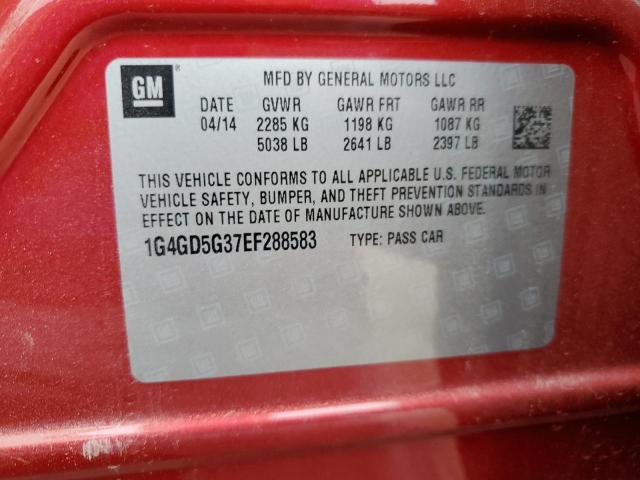 GM®
MFD BY GENERAL MOTORS LLC
DATE GVWR GAWR FRT GAWR RR
04/14 2285 KG 1198 KG 1087 KG
5038 LB 2641 LB 2397 LB
THIS VEHICLE CONFORMS TO ALL APPLICABLE U.S. FEDERAL MOTOR
VEHICLE SAFETY, BUMPER, AND THEFT PREVENTION STANDARDS IN
EFFECT ON THE DATE OF MANUFACTURE SHOWN ABOVE.
1G4GD5G37EF288583 TYPE: PASS CAR